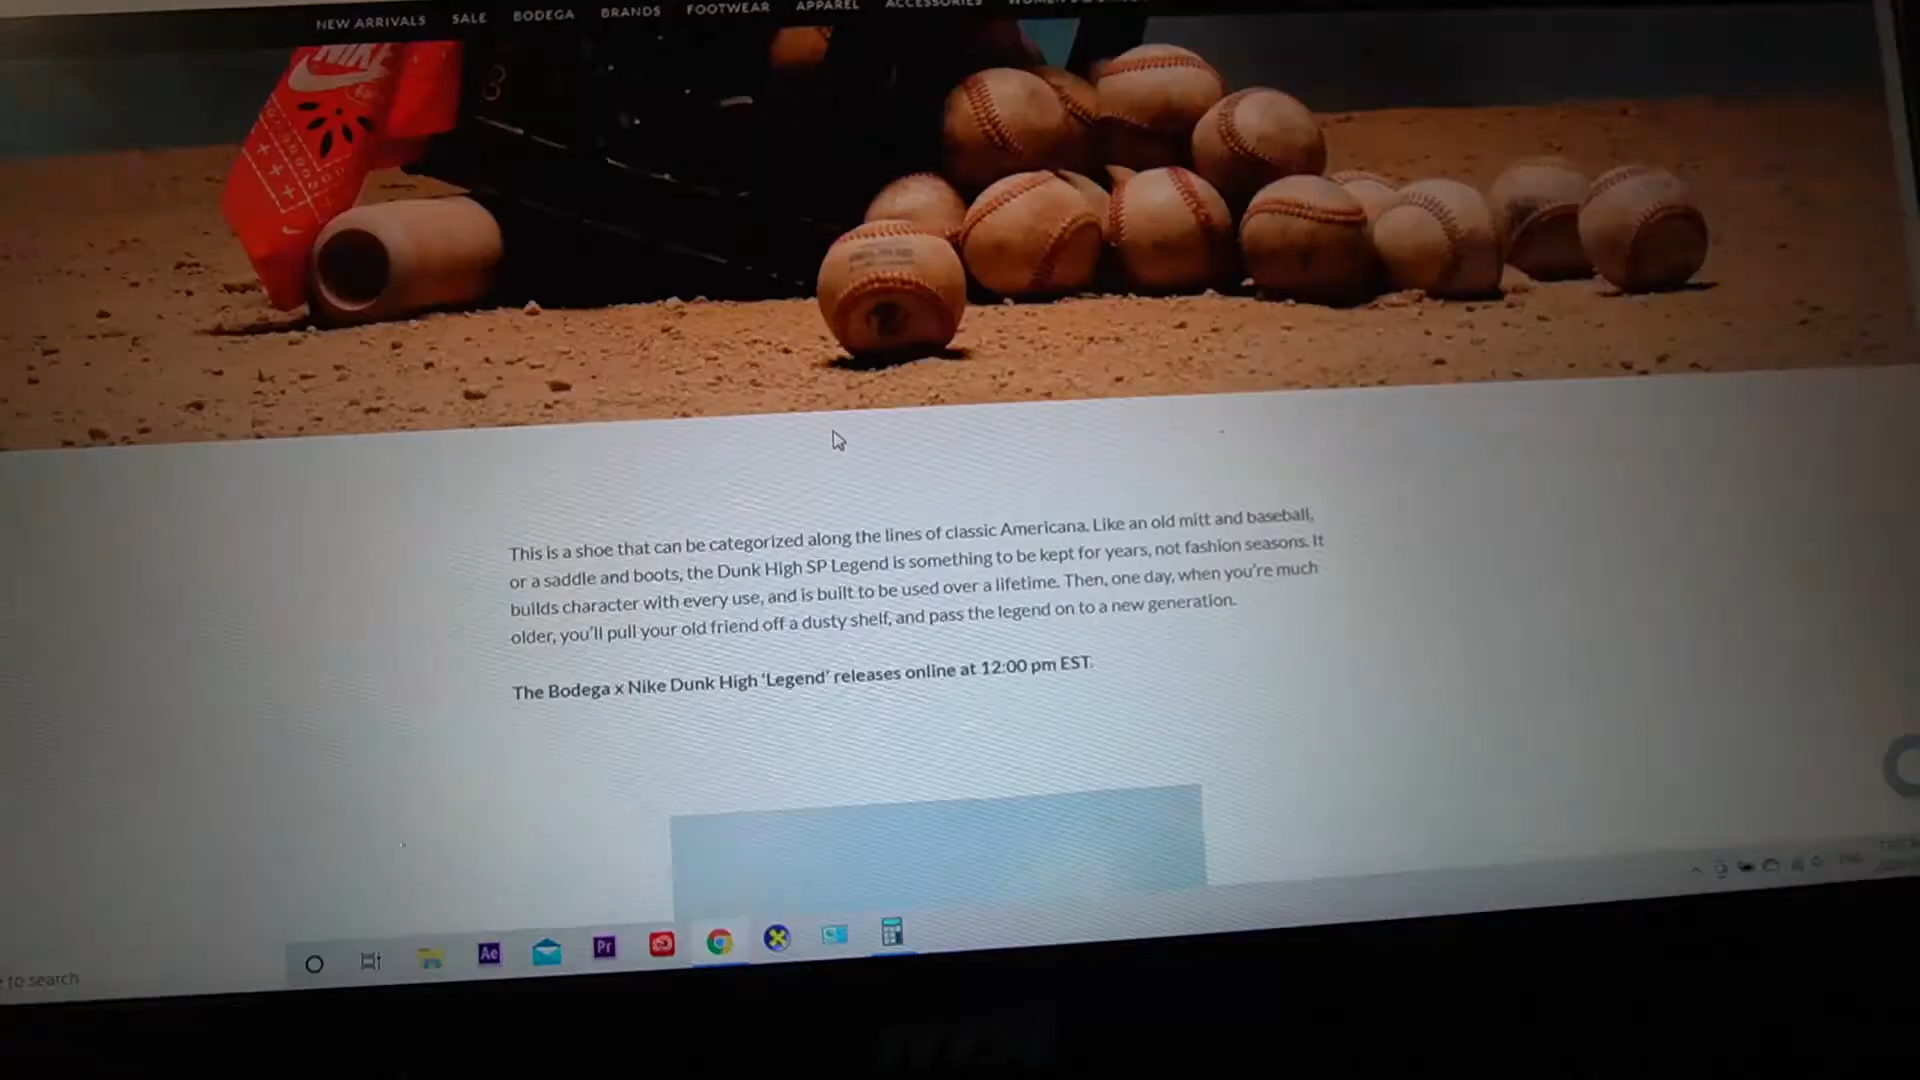 NEW ARRIVALS SALE BODEGA BRANDS FOOTWEAR APPAREL ACCESSORIES
NIKE
This is a shoe that can be categorized along the lines of classic Americana. Like an old mitt and baseball,
or a saddle and boots, the Dunk High SP Legend is something to be kept for years, not fashion seasons. It
builds character with every use, and is built to be used over a lifetime. Then, one day, when you're much
older, you'll pull your old friend off a dusty shelf, and pass the legend on to a new generation.
The Bodega x Nike Dunk High 'Legend' releases online at 12:00 pm EST.
to search
Ae
Pr
ENG